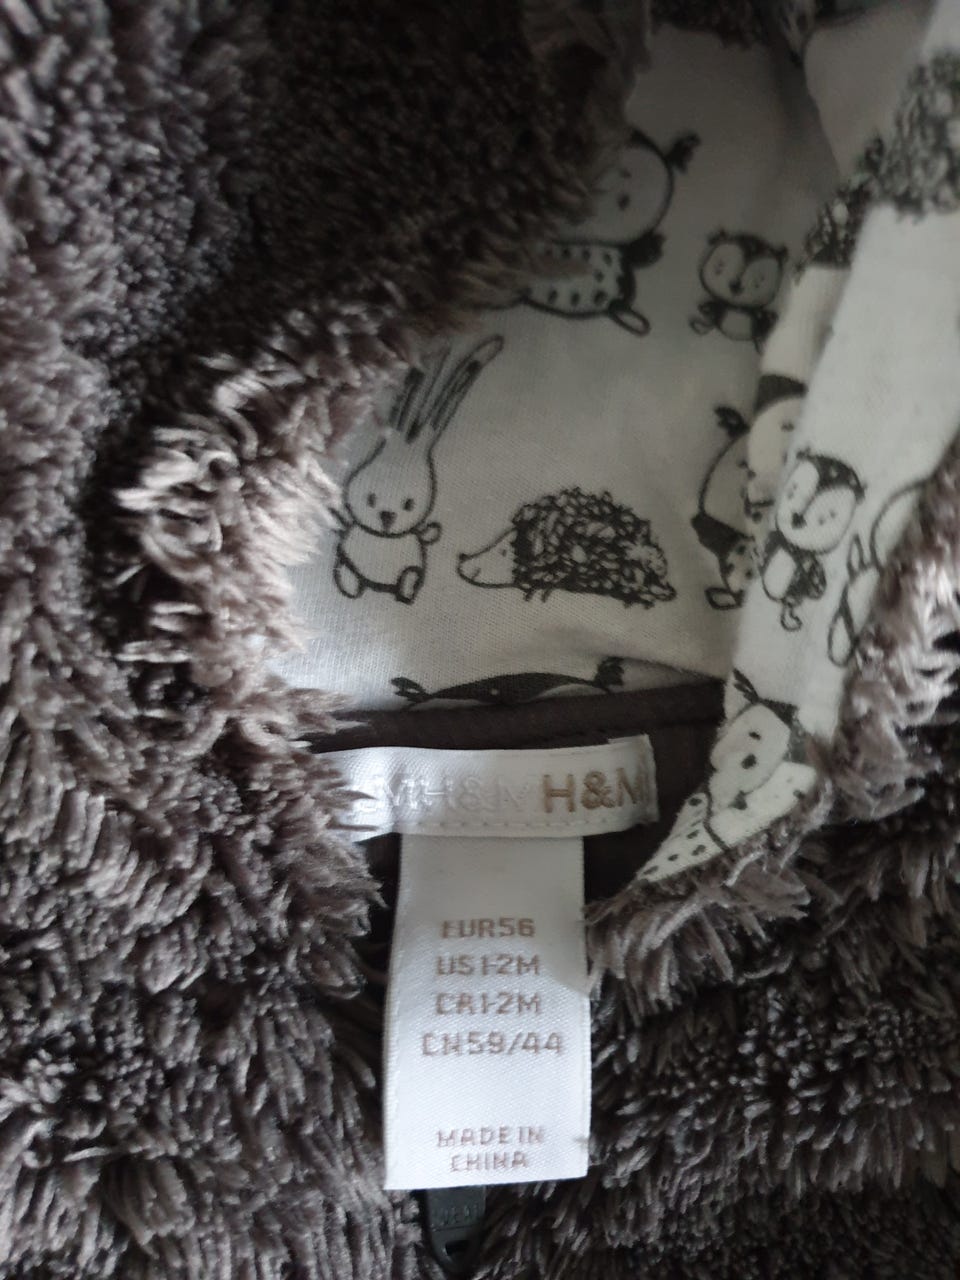 H&M H&M
EUR56
US1-2M
CA1-2M
CN59/44
MADE IN
CHINA